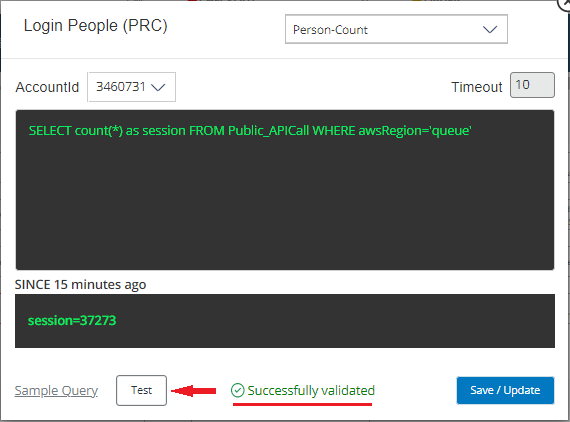 Login People (PRC)
Person-Count
AccountId
3460731
Timeout
10
SELECT count(*) as session FROM Public_APICall WHERE awsRegion='queue'
SINCE 15 minutes ago
session=37273
Sample Query
Test
Successfully validated
Save / Update